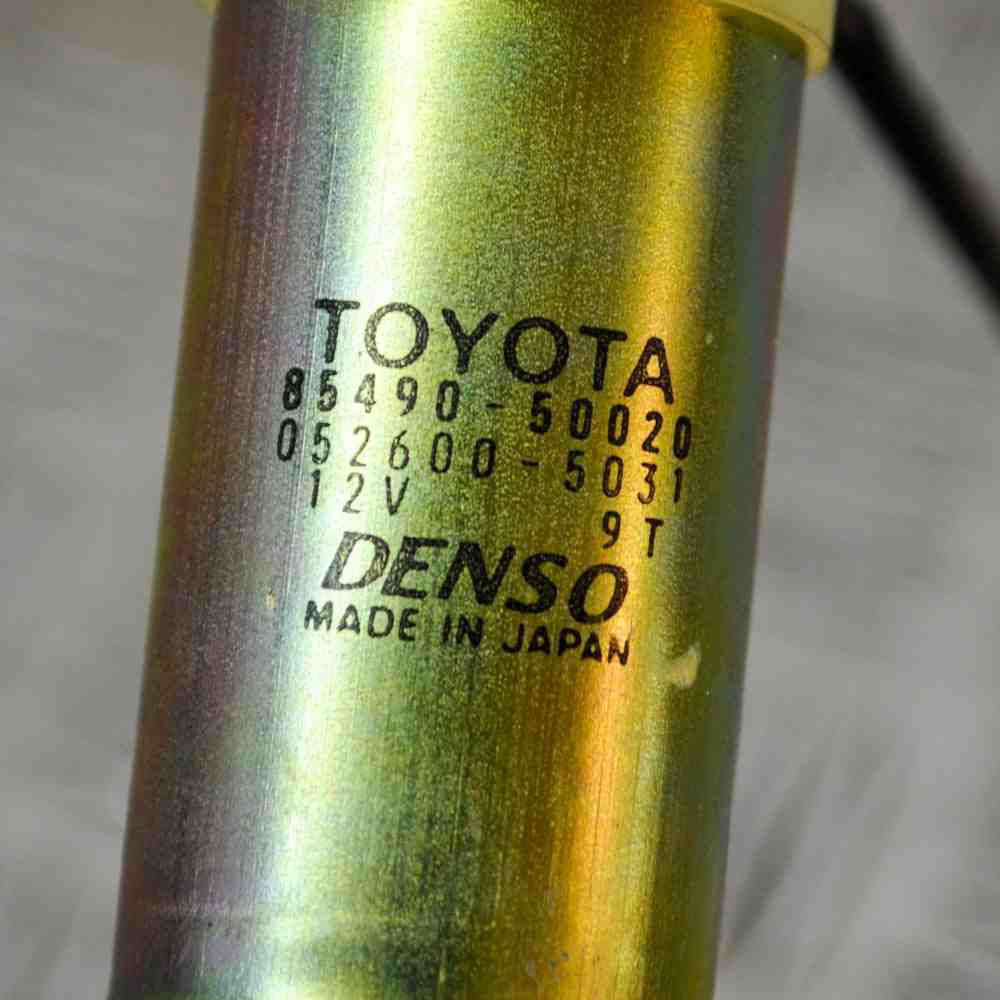 TOYOTA
85490-50020
052600-5031
12V 9T
DENSO
MADE IN JAPAN